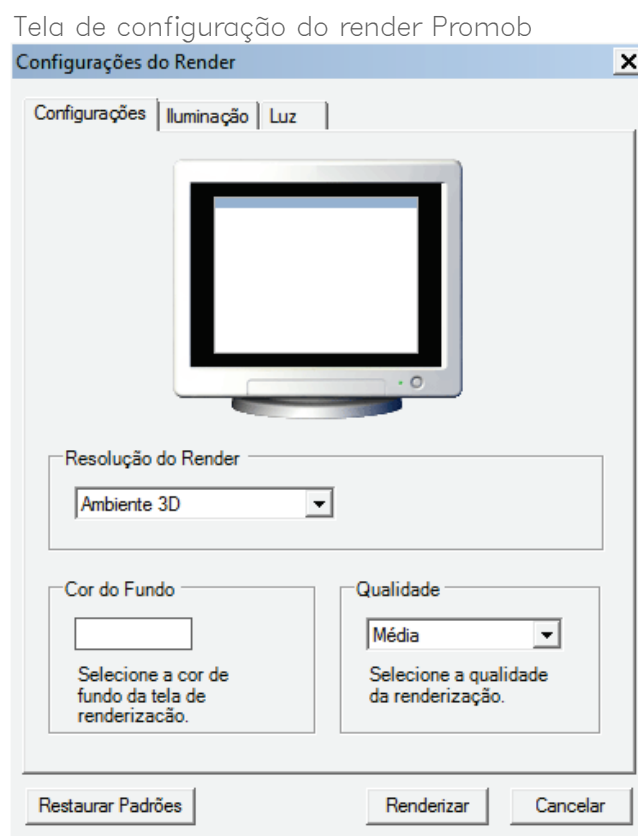 Tela de configuração do render Promob
Configurações do Render
Configurações Iluminação Luz
Resolução do Render
Ambiente 3D
Cor do Fundo
Selecione a cor de
fundo da tela de
renderizacão.
Qualidade
Média
Selecione a qualidade
da renderização.
Restaurar Padrões Renderizar Cancelar